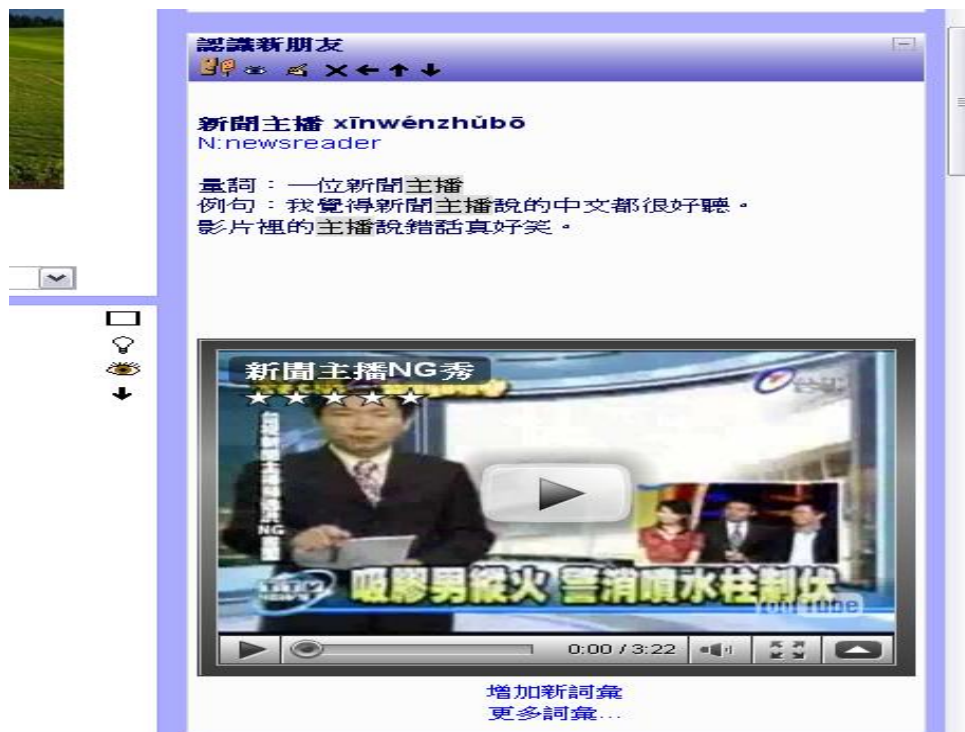 認識新朋友
新聞主播 xīnwénzhǔbō
N:newsreader
量詞：一位新聞主播
例句：我覺得新聞主播說的中文都很好聽。
影片裡的主播說錯話真好笑。
新聞主播NG秀
台視
吸膠男縱火 警消噴水柱制伏
YouTube
0:00 / 3:22
增加新詞彙
更多詞彙...